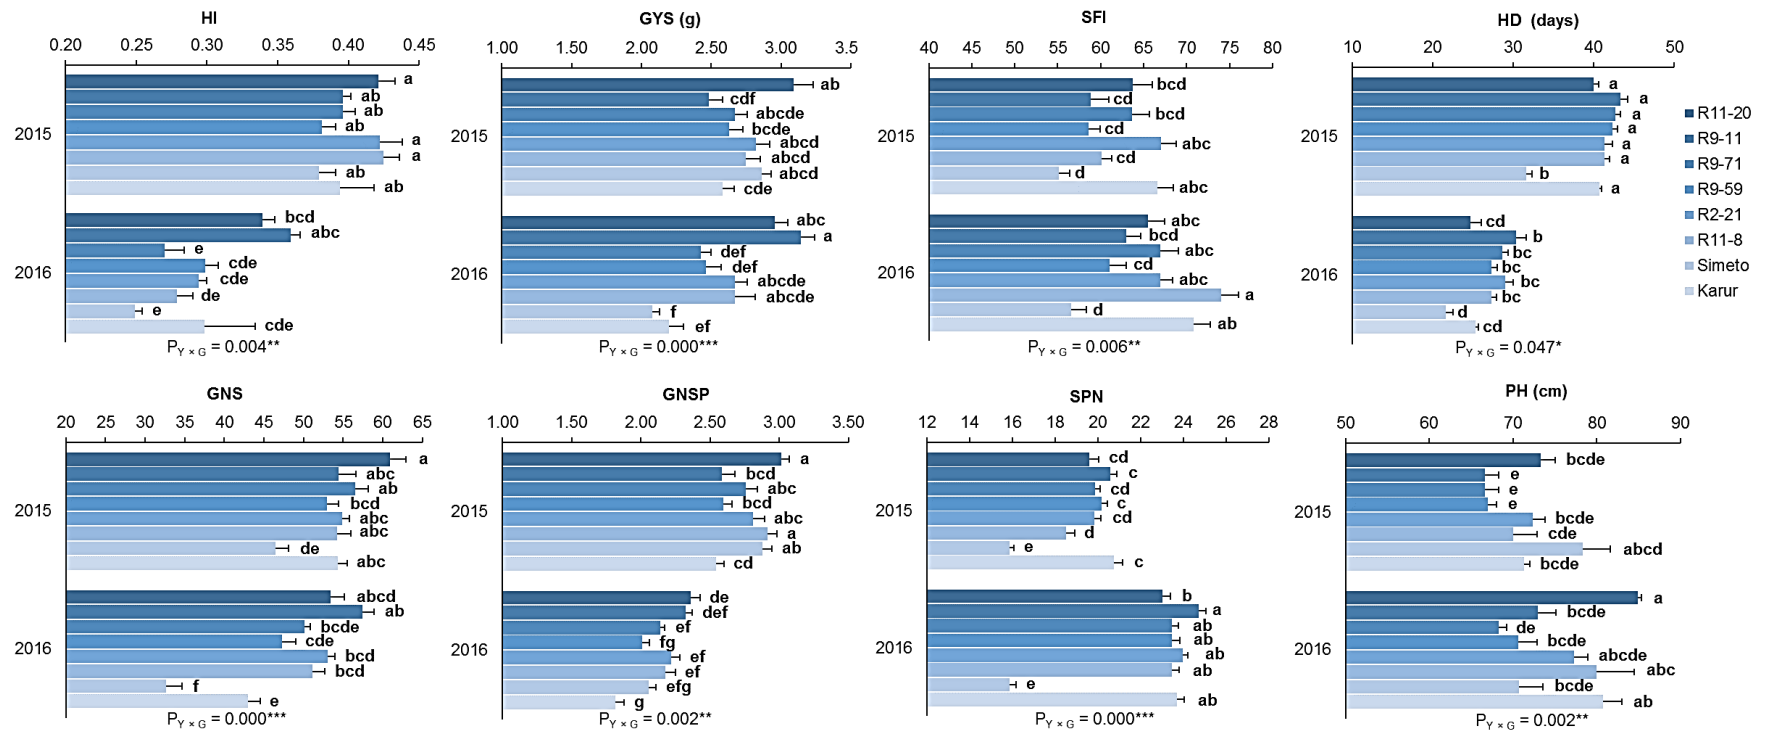 HI
0.20 0.25 0.30 0.35 0.40 0.45
2015
a
ab
ab
ab
a
a
ab
ab
2016
bcd
abc
e
cde
cde
de
e
cde
P Y × G = 0.004**
GYS (g)
1.00 1.50 2.00 2.50 3.00 3.5
2015
ab
cdf
abcde
bcde
abcd
abcd
abcd
cde
2016
abc
a
def
def
abcde
abcde
f
ef
P Y × G = 0.000***
SFI
40 45 50 55 60 65 70 75 80
2015
bcd
cd
bcd
cd
abc
cd
d
abc
2016
abc
bcd
abc
cd
abc
a
d
ab
P Y × G = 0.006**
HD (days)
10 20 30 40 50
2015
a
a
a
a
a
a
b
a
2016
cd
b
bc
bc
bc
bc
d
cd
P Y × G = 0.047*
R11-20
R9-11
R9-71
R9-59
R2-21
R11-8
Simeto
Karur
GNS
20 25 30 35 40 45 50 55 60 65
2015
a
abc
ab
bcd
abc
abc
de
abc
2016
abcd
ab
bcde
cde
bcd
bcd
f
e
P Y × G = 0.000***
GNSP
1.00 1.50 2.00 2.50 3.00 3.50
2015
a
bcd
abc
bcd
abc
a
ab
cd
2016
de
def
ef
fg
ef
ef
efg
g
P Y × G = 0.002**
SPN
12 14 16 18 20 22 24 26 28
2015
cd
c
cd
c
cd
d
e
c
2016
b
a
ab
ab
ab
ab
e
ab
P Y × G = 0.000***
PH (cm)
50 60 70 80 90
2015
bcde
e
e
e
bcde
cde
abcd
bcde
2016
a
bcde
de
bcde
abcde
abc
bcde
ab
P Y × G = 0.002**